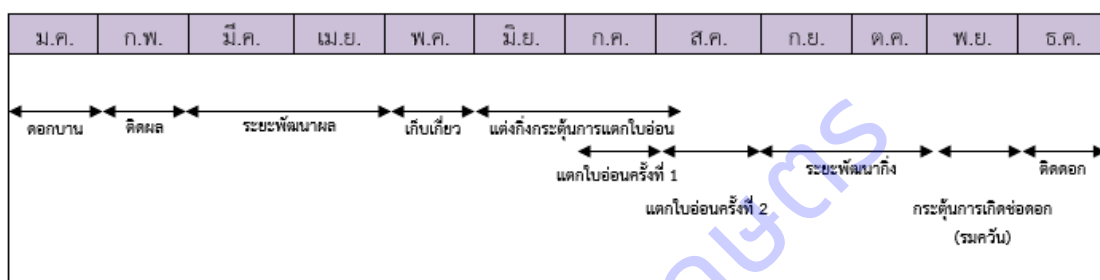 ม.ค. ก.พ. มี.ค. เม.ย. พ.ค. มิ.ย. ก.ค. ส.ค. ก.ย. ต.ค. พ.ย. ธ.ค.
ดอกบาน ติดผล ระยะพัฒนาผล เก็บเกี่ยว แต่งกิ่งกระตุ้นการแตกใบอ่อน
แตกใบอ่อนครั้งที่ 1 ระยะพัฒนากิ่ง ติดดอก
แตกใบอ่อนครั้งที่ 2 กระตุ้นการเกิดช่อดอก
(รมควัน)